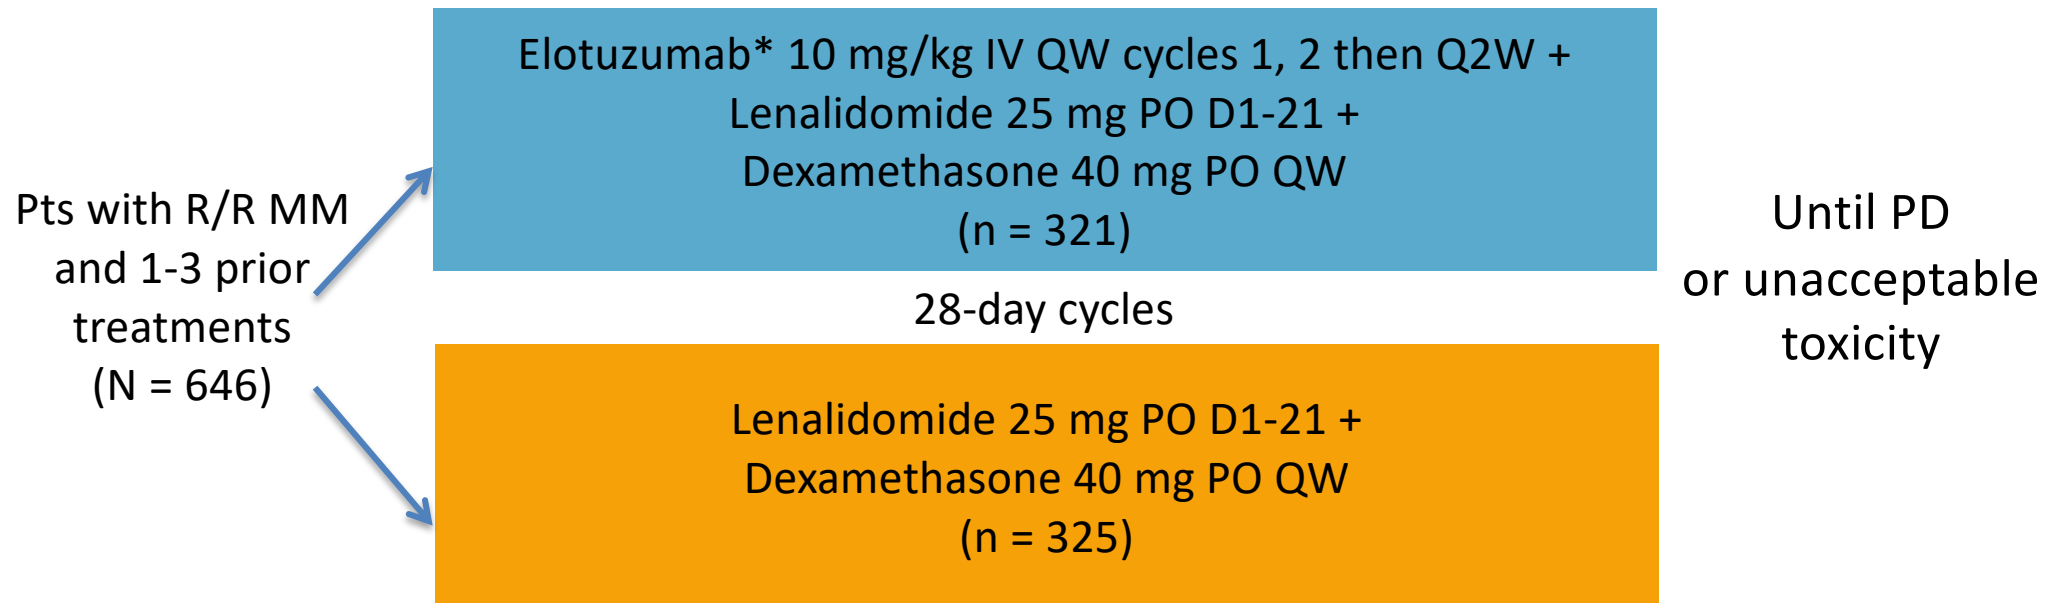 Pts with R/R MM
and 1-3 prior
treatments
(N = 646)
Elotuzumab* 10 mg/kg IV QW cycles 1, 2 then Q2W +
Lenalidomide 25 mg PO D1-21 +
Dexamethasone 40 mg PO QW
(n = 321)
28-day cycles
Lenalidomide 25 mg PO D1-21 +
Dexamethasone 40 mg PO QW
(n = 325)
Until PD
or unacceptable
toxicity